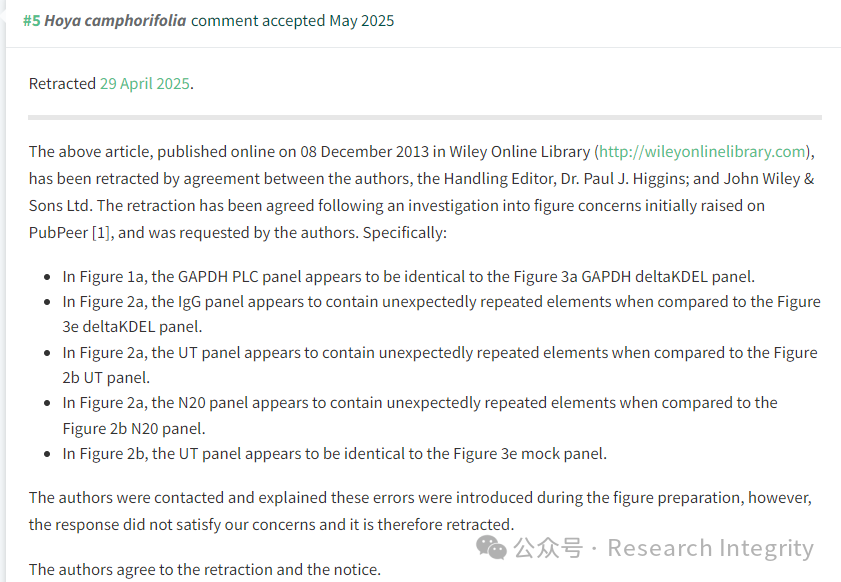 #5 Hoya camphorifolia comment accepted May 2025
Retracted 29 April 2025.
The above article, published online on 08 December 2013 in Wiley Online Library (http://wileyonlinelibrary.com),
has been retracted by agreement between the authors, the Handling Editor, Dr. Paul J. Higgins; and John Wiley &
Sons Ltd. The retraction has been agreed following an investigation into figure concerns initially raised on
PubPeer [1], and was requested by the authors. Specifically:
• In Figure 1a, the GAPDH PLC panel appears to be identical to the Figure 3a GAPDH deltaKDEL panel.
• In Figure 2a, the IgG panel appears to contain unexpectedly repeated elements when compared to the Figure
3e deltaKDEL panel.
• In Figure 2a, the UT panel appears to contain unexpectedly repeated elements when compared to the Figure
2b UT panel.
• In Figure 2a, the N20 panel appears to contain unexpectedly repeated elements when compared to the
Figure 2b N20 panel.
• In Figure 2b, the UT panel appears to be identical to the Figure 3e mock panel.
The authors were contacted and explained these errors were introduced during the figure preparation, however,
the response did not satisfy our concerns and it is therefore retracted.
公众号 · Research Integrity
The authors agree to the retraction and the notice.